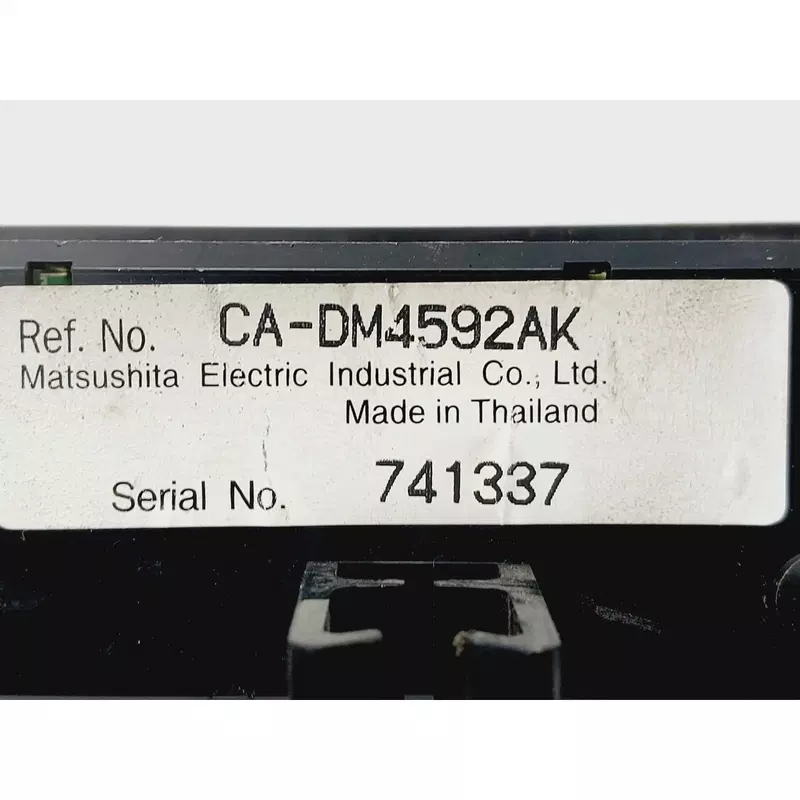 Ref. No. CA-DM4592AK
Matsushita Electric Industrial Co., Ltd.
Made in Thailand
Serial No. 741337